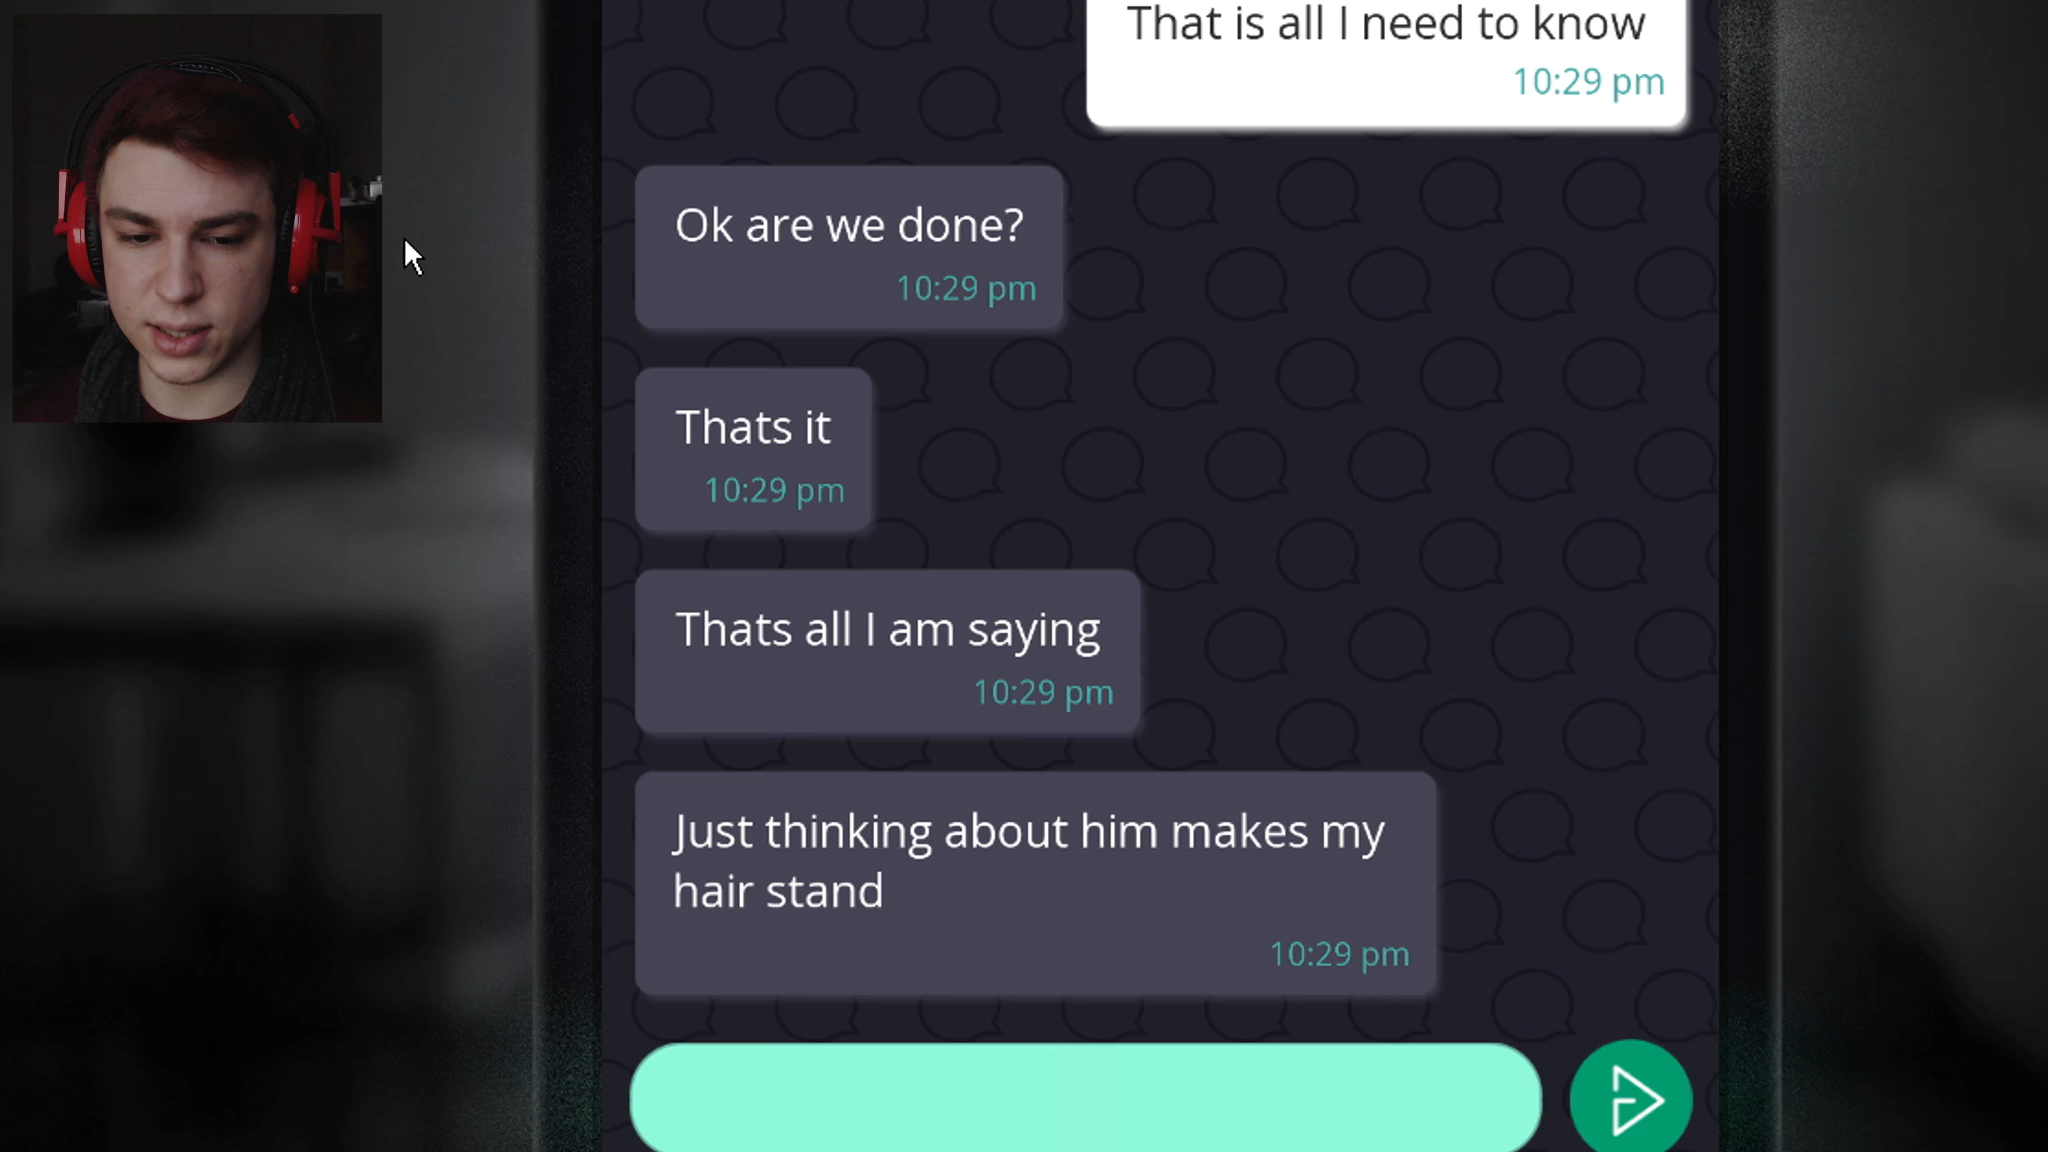 That is all I need to know
10:29 pm
Ok are we done?
10:29 pm
Thats it
10:29 pm
Thats all I am saying
10:29 pm
Just thinking about him makes my
hair stand
10:29 pm